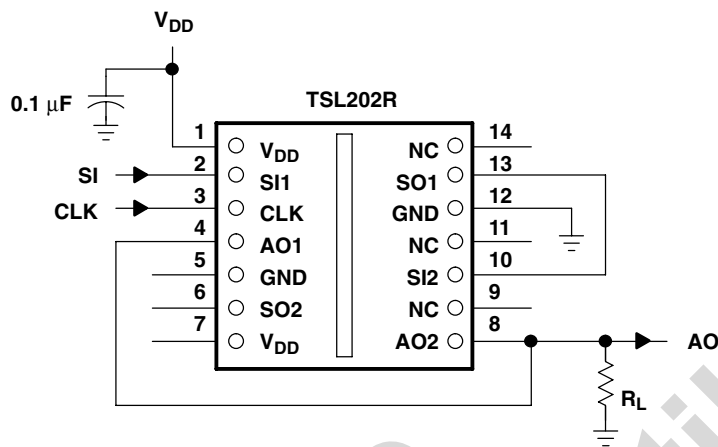 VDD
0.1 μF
TSL202R
1 VDD NC 14
SI 2 SI1 SO1 13
CLK 3 CLK GND 12
4 AO1 NC 11
5 GND SI2 10
6 SO2 NC 9
7 VDD AO2 8 AO
RL